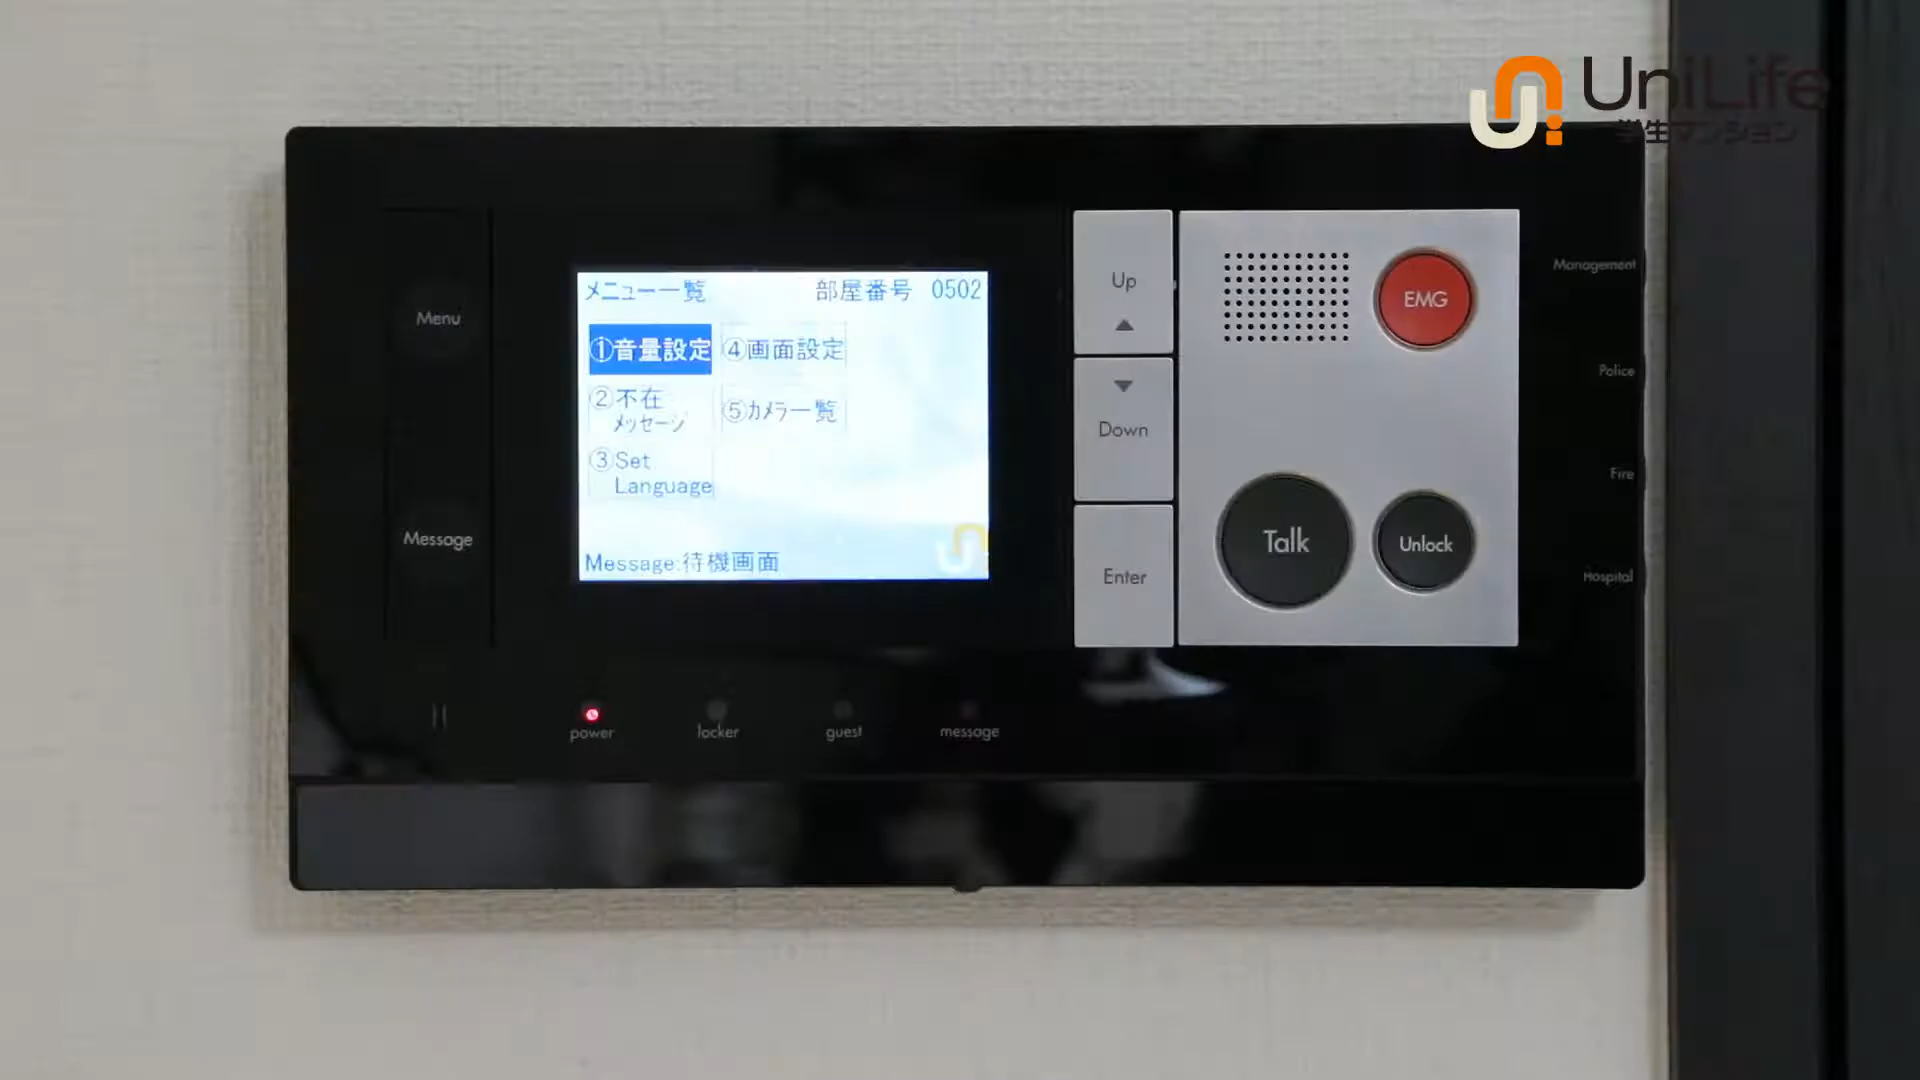 UniLife
学生マンション
Menu
Message
メニュー一覧 部屋番号 0502
①音量設定 ④画面設定
②不在
メッセージ
⑤カメラ一覧
③Set
Language
Message:待機画面
Up
Down
Enter
EMG
Talk
Unlock
Management
Police
Fire
Hospital
power
locker
guest
message